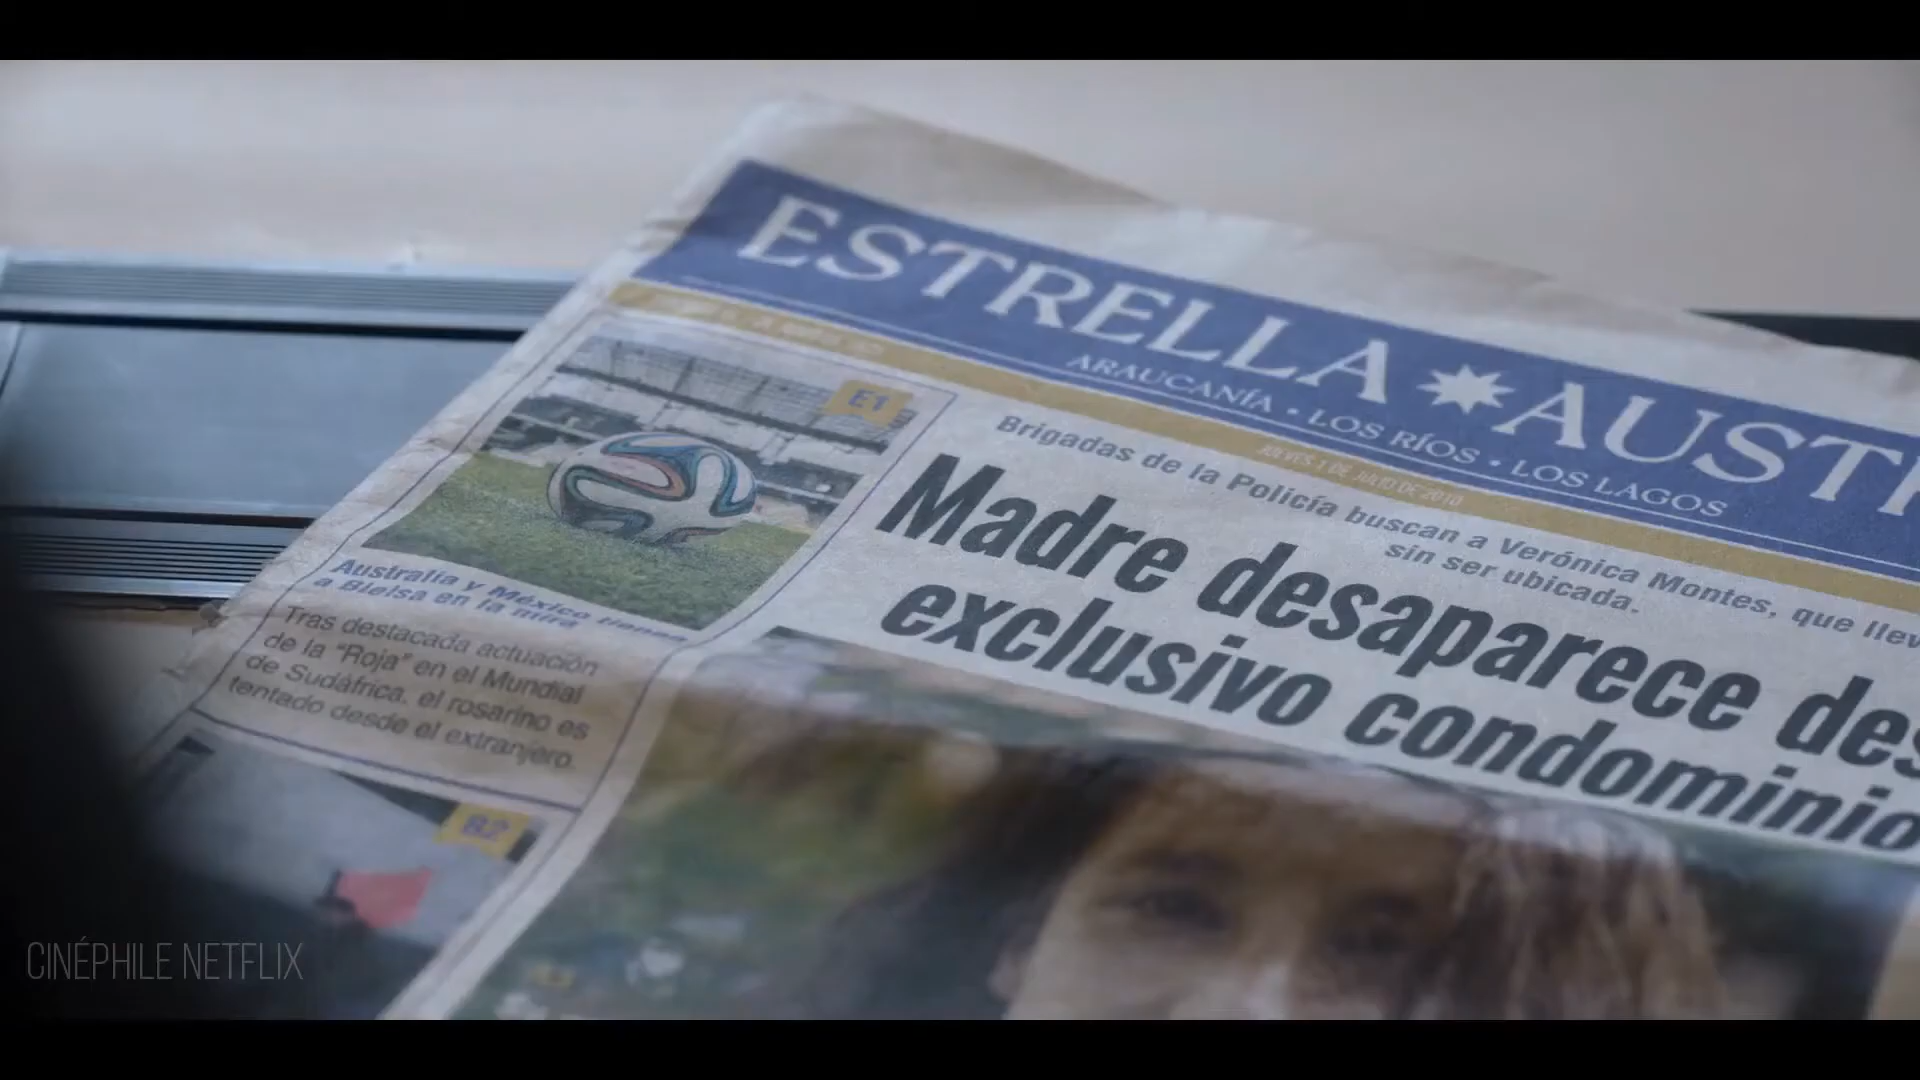 ESTRELLA AUST
ARAUCANÍA • LOS RÍOS • LOS LAGOS
JUEVES 1 DE JULIO DE 2010
E1
Australia y México tienen
a Bielsa en la mira
Tras destacada actuación
de la "Roja" en el Mundial
de Sudáfrica, el rosarino es
tentado desde el extranjero.
B2
Brigadas de la Policía buscan a Verónica Montes, que llev
sin ser ubicada.
Madre desaparece des
exclusivo condominio
CINÉPHILE NETFLIX